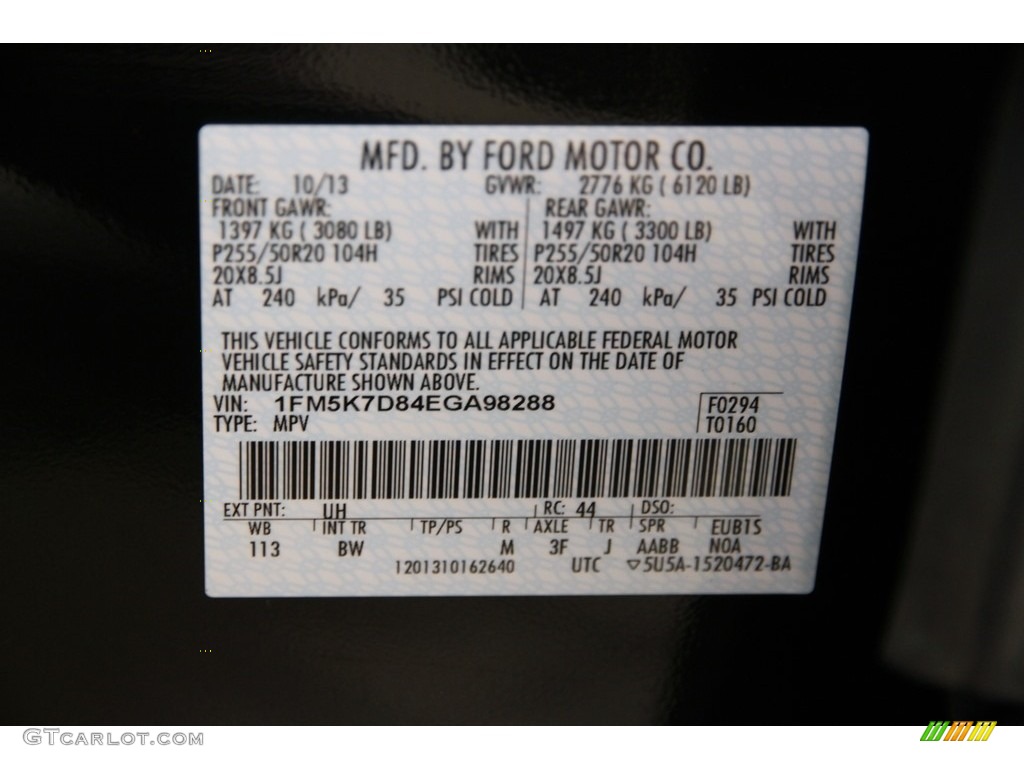 MFD. BY FORD MOTOR CO.
DATE: 10/13 GVWR: 2776 KG ( 6120 LB)
FRONT GAWR: REAR GAWR:
1397 KG ( 3080 LB) WITH 1497 KG ( 3300 LB) WITH
P255/50R20 104H TIRES P255/50R20 104H TIRES
20X8.5J RIMS 20X8.5J RIMS
AT 240 kPa/ 35 PSI COLD AT 240 kPa/ 35 PSI COLD
THIS VEHICLE CONFORMS TO ALL APPLICABLE FEDERAL MOTOR
VEHICLE SAFETY STANDARDS IN EFFECT ON THE DATE OF
MANUFACTURE SHOWN ABOVE.
VIN: 1FM5K7D84EGA98288 F0294
TYPE: MPV T0160
EXT PNT: UH RC: 44 DSO:
WB INT TR TP/PS R AXLE TR SPR EUB15
113 BW M 3F J AABB NOA
1201310162640 UTC ▽5U5A-1520472-BA
GTCARLOT.COM